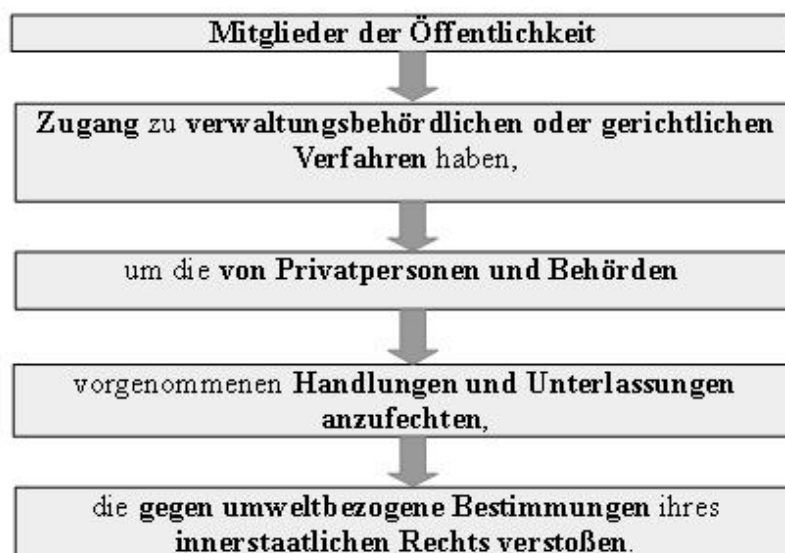 Mitglieder der Öffentlichkeit
Zugang zu verwaltungsbehördlichen oder gerichtlichen
Verfahren haben,
um die von Privatpersonen und Behörden
vorgenommenen Handlungen und Unterlassungen
anzufechten,
die gegen umweltbezogene Bestimmungen ihres
innerstaatlichen Rechts verstoßen.